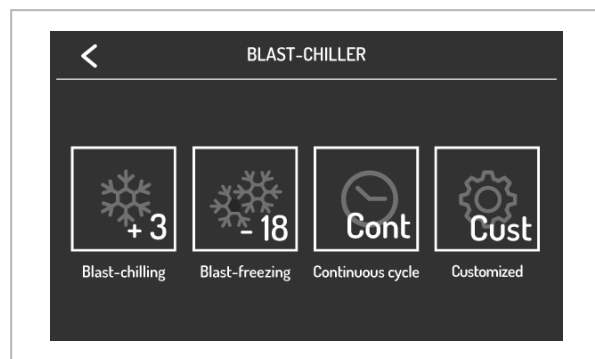 BLAST-CHILLER
+ 3
- 18
Cont
Cust
Blast-chilling
Blast-freezing
Continuous cycle
Customized